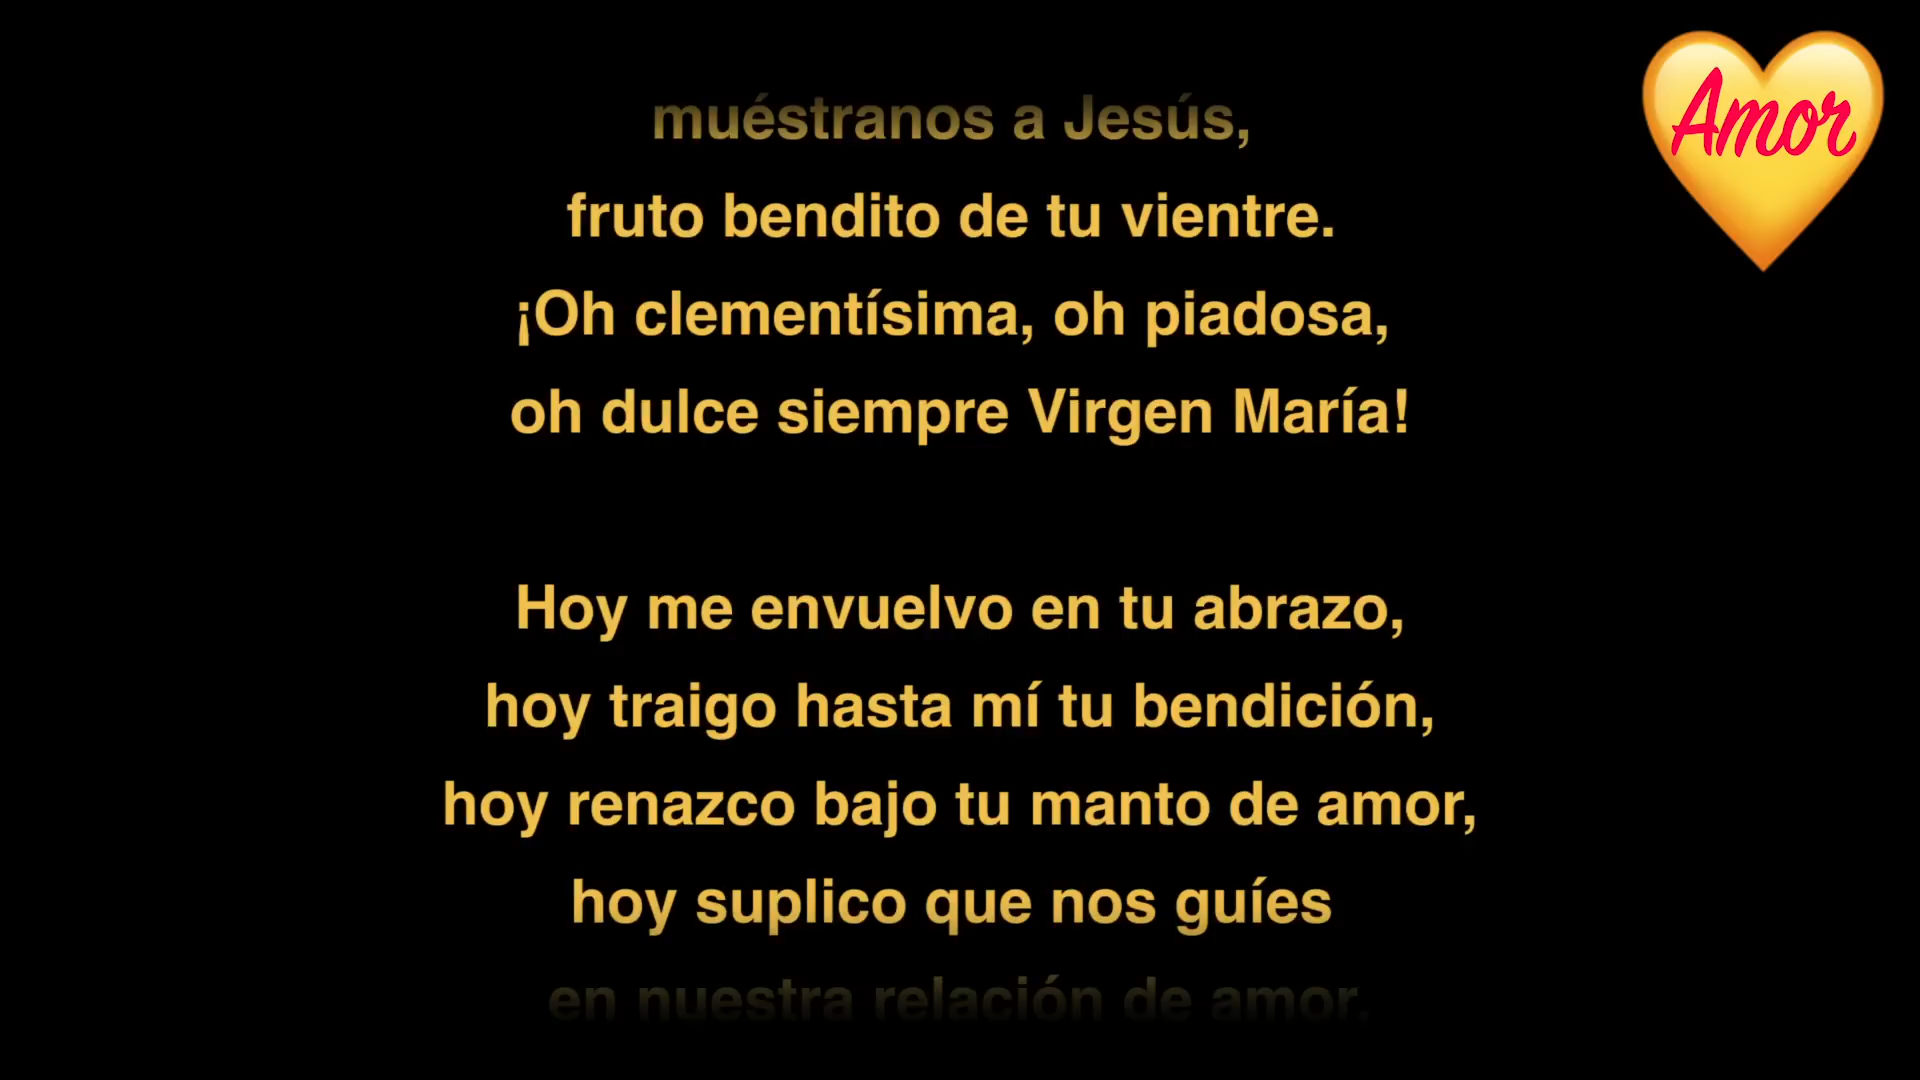 Amor
muéstranos a Jesús,
fruto bendito de tu vientre.
¡Oh clementísima, oh piadosa,
oh dulce siempre Virgen María!
Hoy me envuelvo en tu abrazo,
hoy traigo hasta mí tu bendición,
hoy renazco bajo tu manto de amor,
hoy suplico que nos guíes
en nuestra relación de amor.